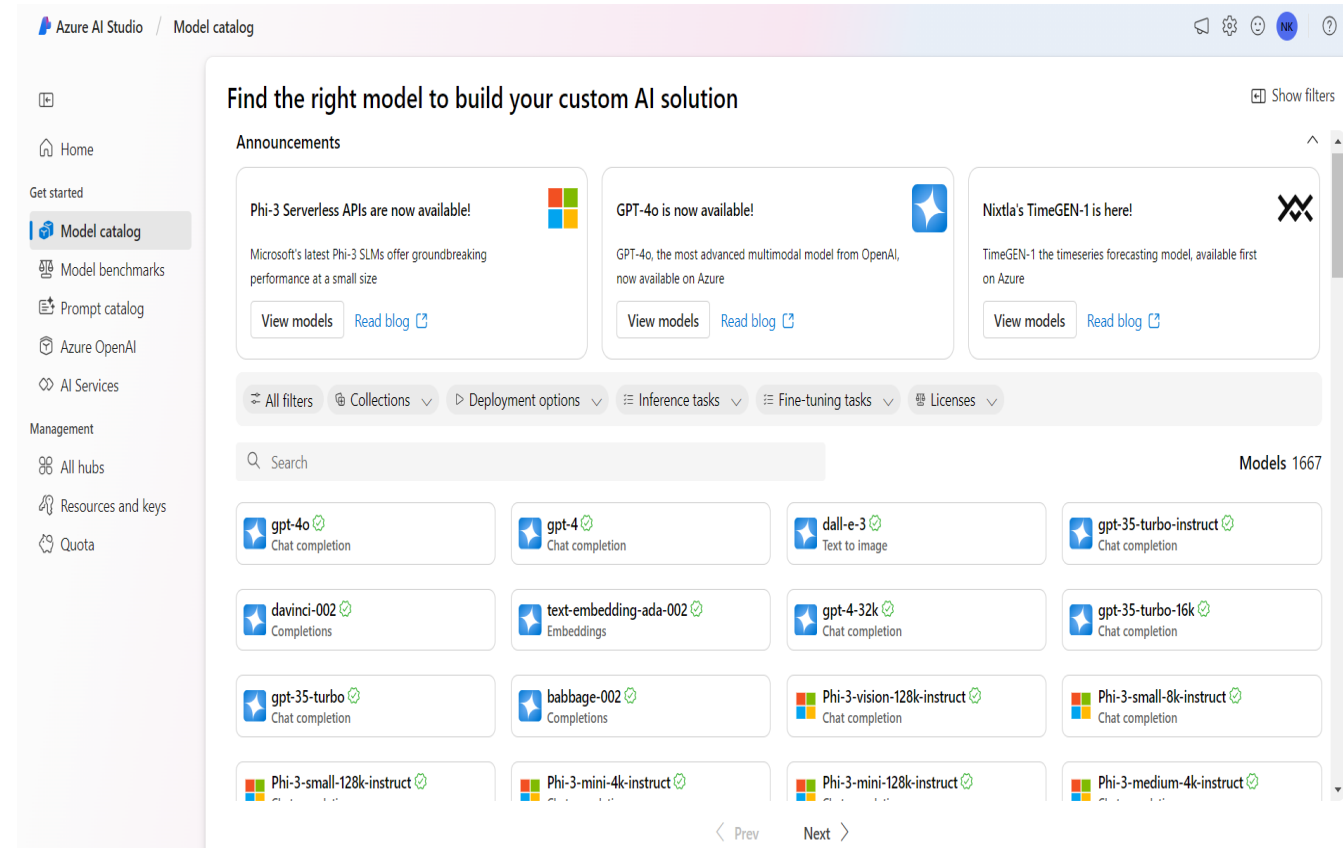 Azure AI Studio / Model catalog
NK
Find the right model to build your custom AI solution
Show filters
Home
Get started
Model catalog
Model benchmarks
Prompt catalog
Azure OpenAI
AI Services
Management
All hubs
Resources and keys
Quota
Announcements
Phi-3 Serverless APIs are now available!
Microsoft's latest Phi-3 SLMs offer groundbreaking
performance at a small size
View models Read blog
GPT-4o is now available!
GPT-4o, the most advanced multimodal model from OpenAI,
now available on Azure
View models Read blog
Nixtla's TimeGEN-1 is here!
TimeGEN-1 the timeseries forecasting model, available first
on Azure
View models Read blog
All filters Collections Deployment options Inference tasks Fine-tuning tasks Licenses
Search
Models 1667
gpt-4o
Chat completion
gpt-4
Chat completion
dall-e-3
Text to image
gpt-35-turbo-instruct
Chat completion
davinci-002
Completions
text-embedding-ada-002
Embeddings
gpt-4-32k
Chat completion
gpt-35-turbo-16k
Chat completion
gpt-35-turbo
Chat completion
babbage-002
Completions
Phi-3-vision-128k-instruct
Chat completion
Phi-3-small-8k-instruct
Chat completion
Phi-3-small-128k-instruct
Phi-3-mini-4k-instruct
Phi-3-mini-128k-instruct
Phi-3-medium-4k-instruct
Prev Next